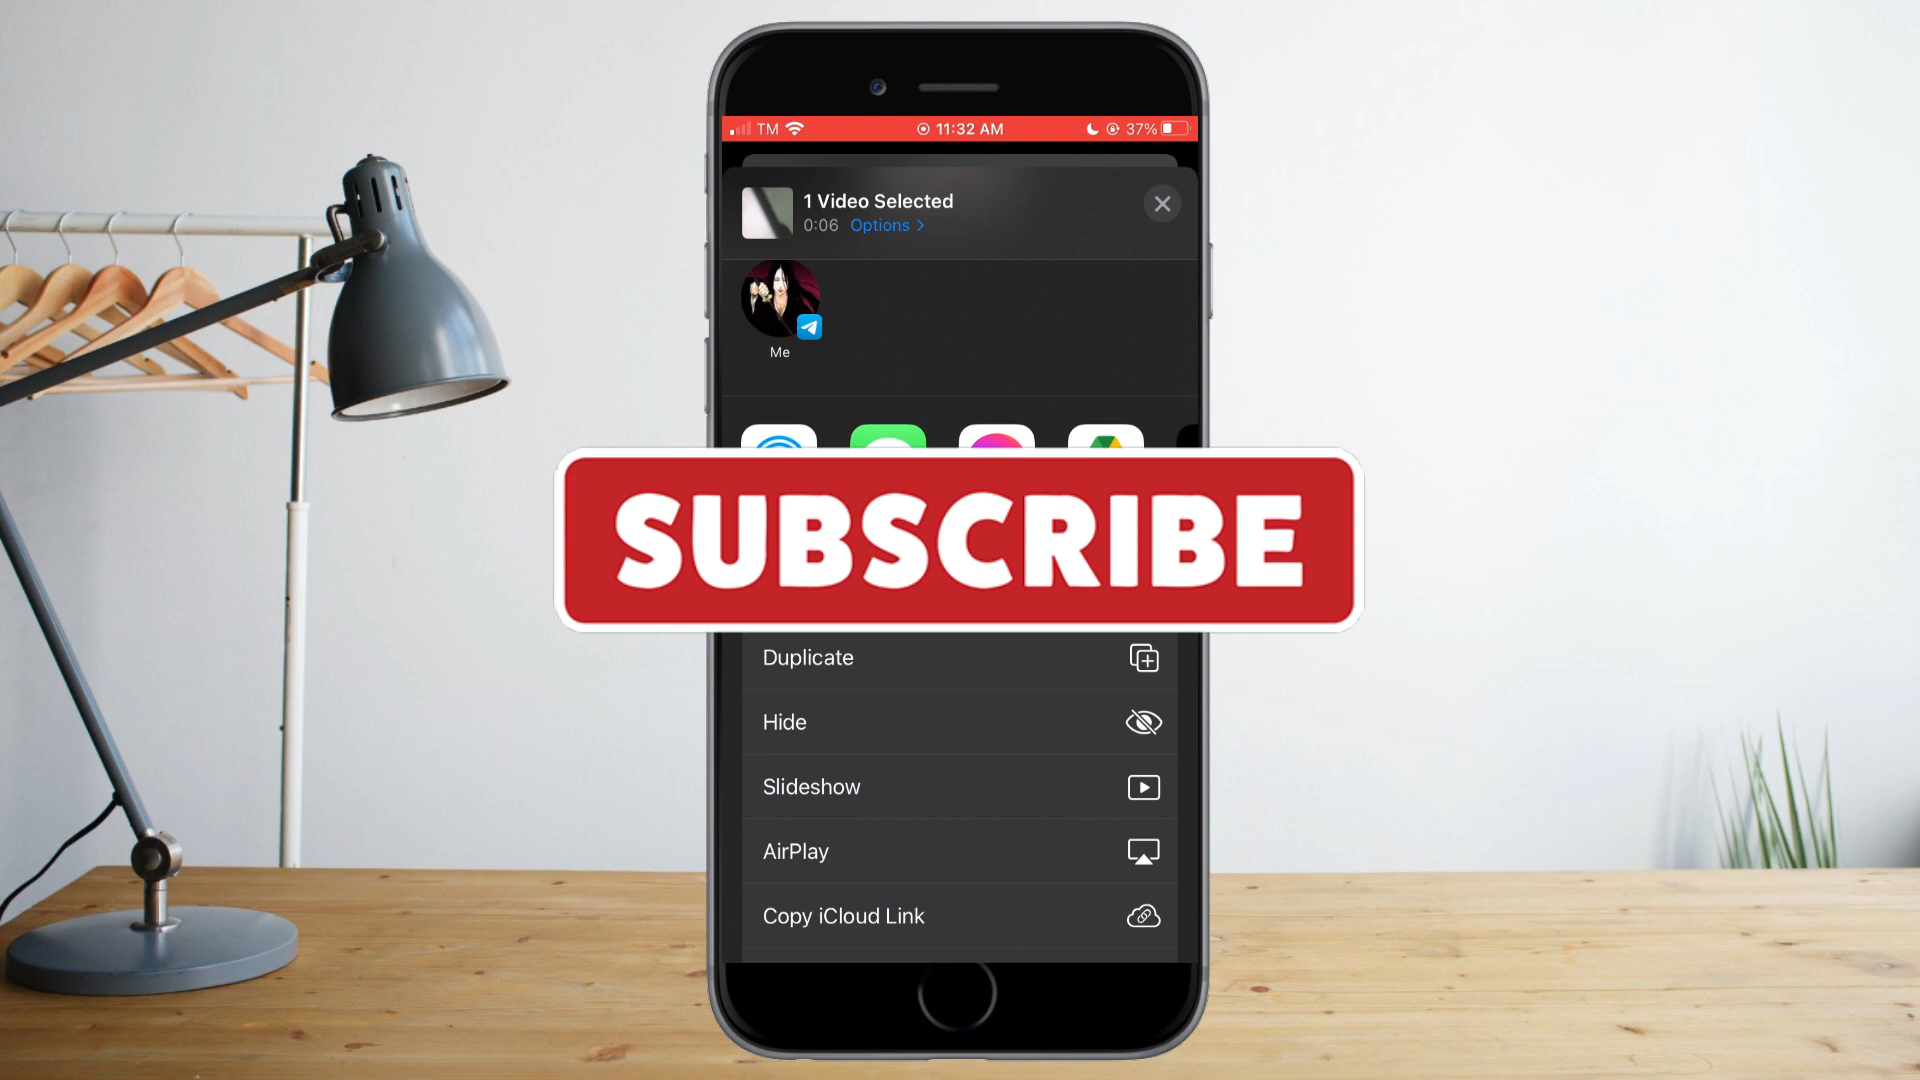 TM 11:32 AM 37%
1 Video Selected
0:06 Options >
Me
SUBSCRIBE
Duplicate
Hide
Slideshow
AirPlay
Copy iCloud Link